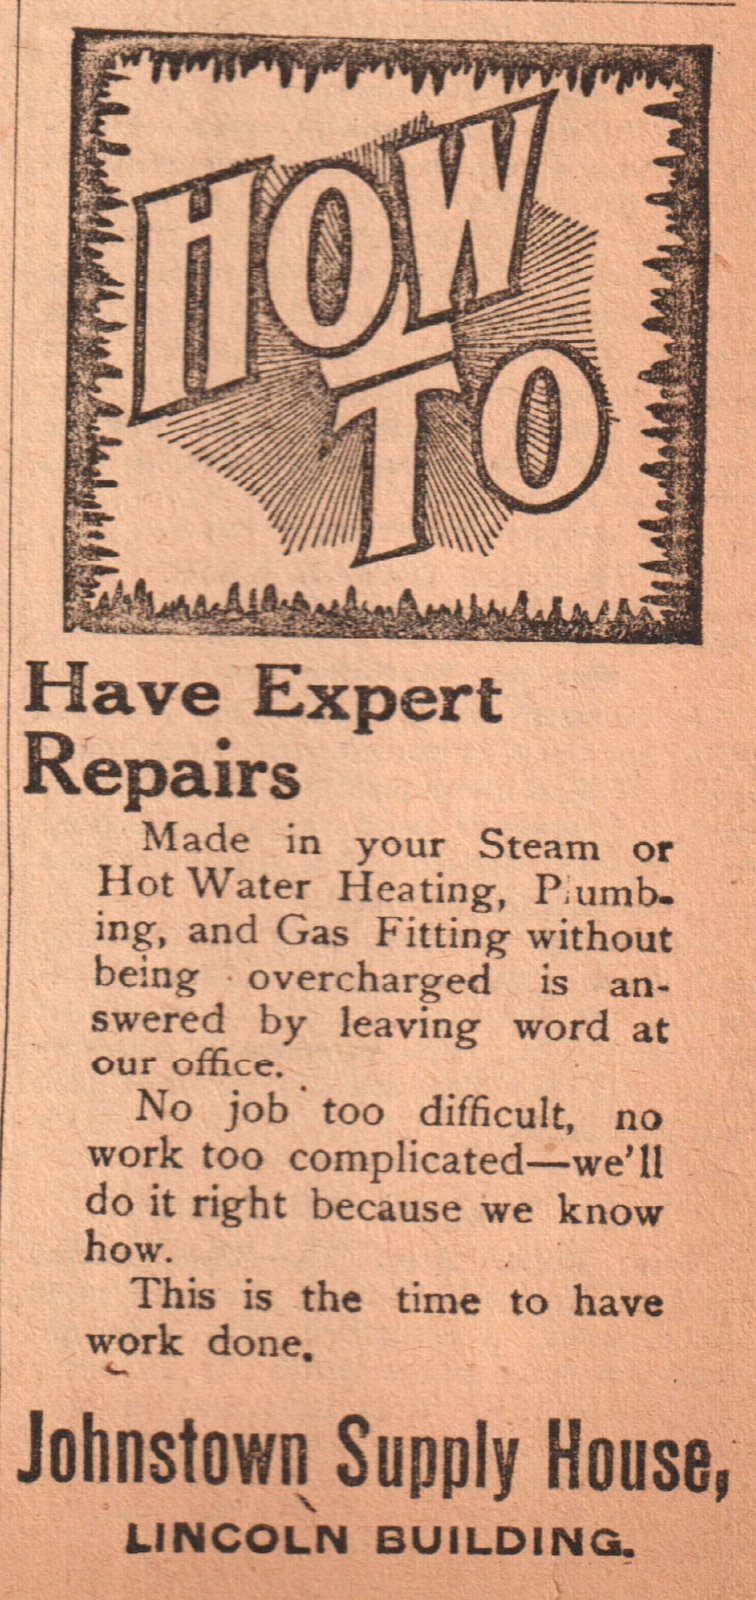 HOW
TO
Have Expert
Repairs
Made in your Steam or
Hot Water Heating, Plumb-
ing, and Gas Fitting without
being overcharged is an-
swered by leaving word at
our office.
No job too difficult, no
work too complicated—we'll
do it right because we know
how.
This is the time to have
work done.
Johnstown Supply House,
LINCOLN BUILDING.